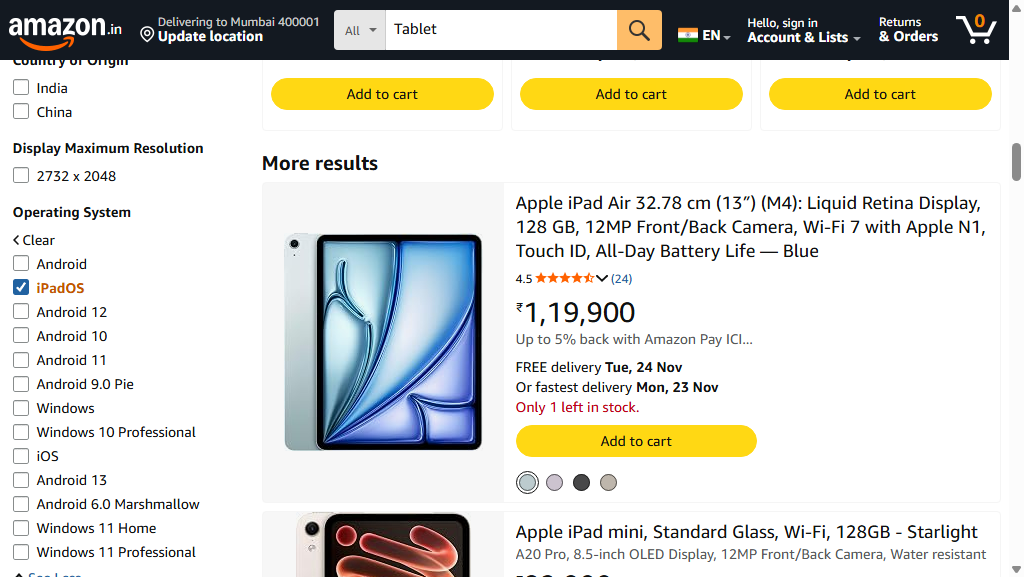 amazon.in
Delivering to Mumbai 400001
Update location
All
Tablet
EN
Hello, sign in
Account & Lists
Returns
& Orders
0
Country of Origin
India
China
Display Maximum Resolution
2732 x 2048
Operating System
Clear
Android
iPadOS
Android 12
Android 10
Android 11
Android 9.0 Pie
Windows
Windows 10 Professional
iOS
Android 13
Android 6.0 Marshmallow
Windows 11 Home
Windows 11 Professional
See Less
Add to cart
Add to cart
Add to cart
More results
Apple iPad Air 32.78 cm (13″) (M4): Liquid Retina Display,
128 GB, 12MP Front/Back Camera, Wi-Fi 7 with Apple N1,
Touch ID, All-Day Battery Life — Blue
4.5 (24)
₹1,19,900
Up to 5% back with Amazon Pay ICI…
FREE delivery Tue, 24 Nov
Or fastest delivery Mon, 23 Nov
Only 1 left in stock.
Add to cart
Apple iPad mini, Standard Glass, Wi-Fi, 128GB - Starlight
A20 Pro, 8.5-inch OLED Display, 12MP Front/Back Camera, Water resistant